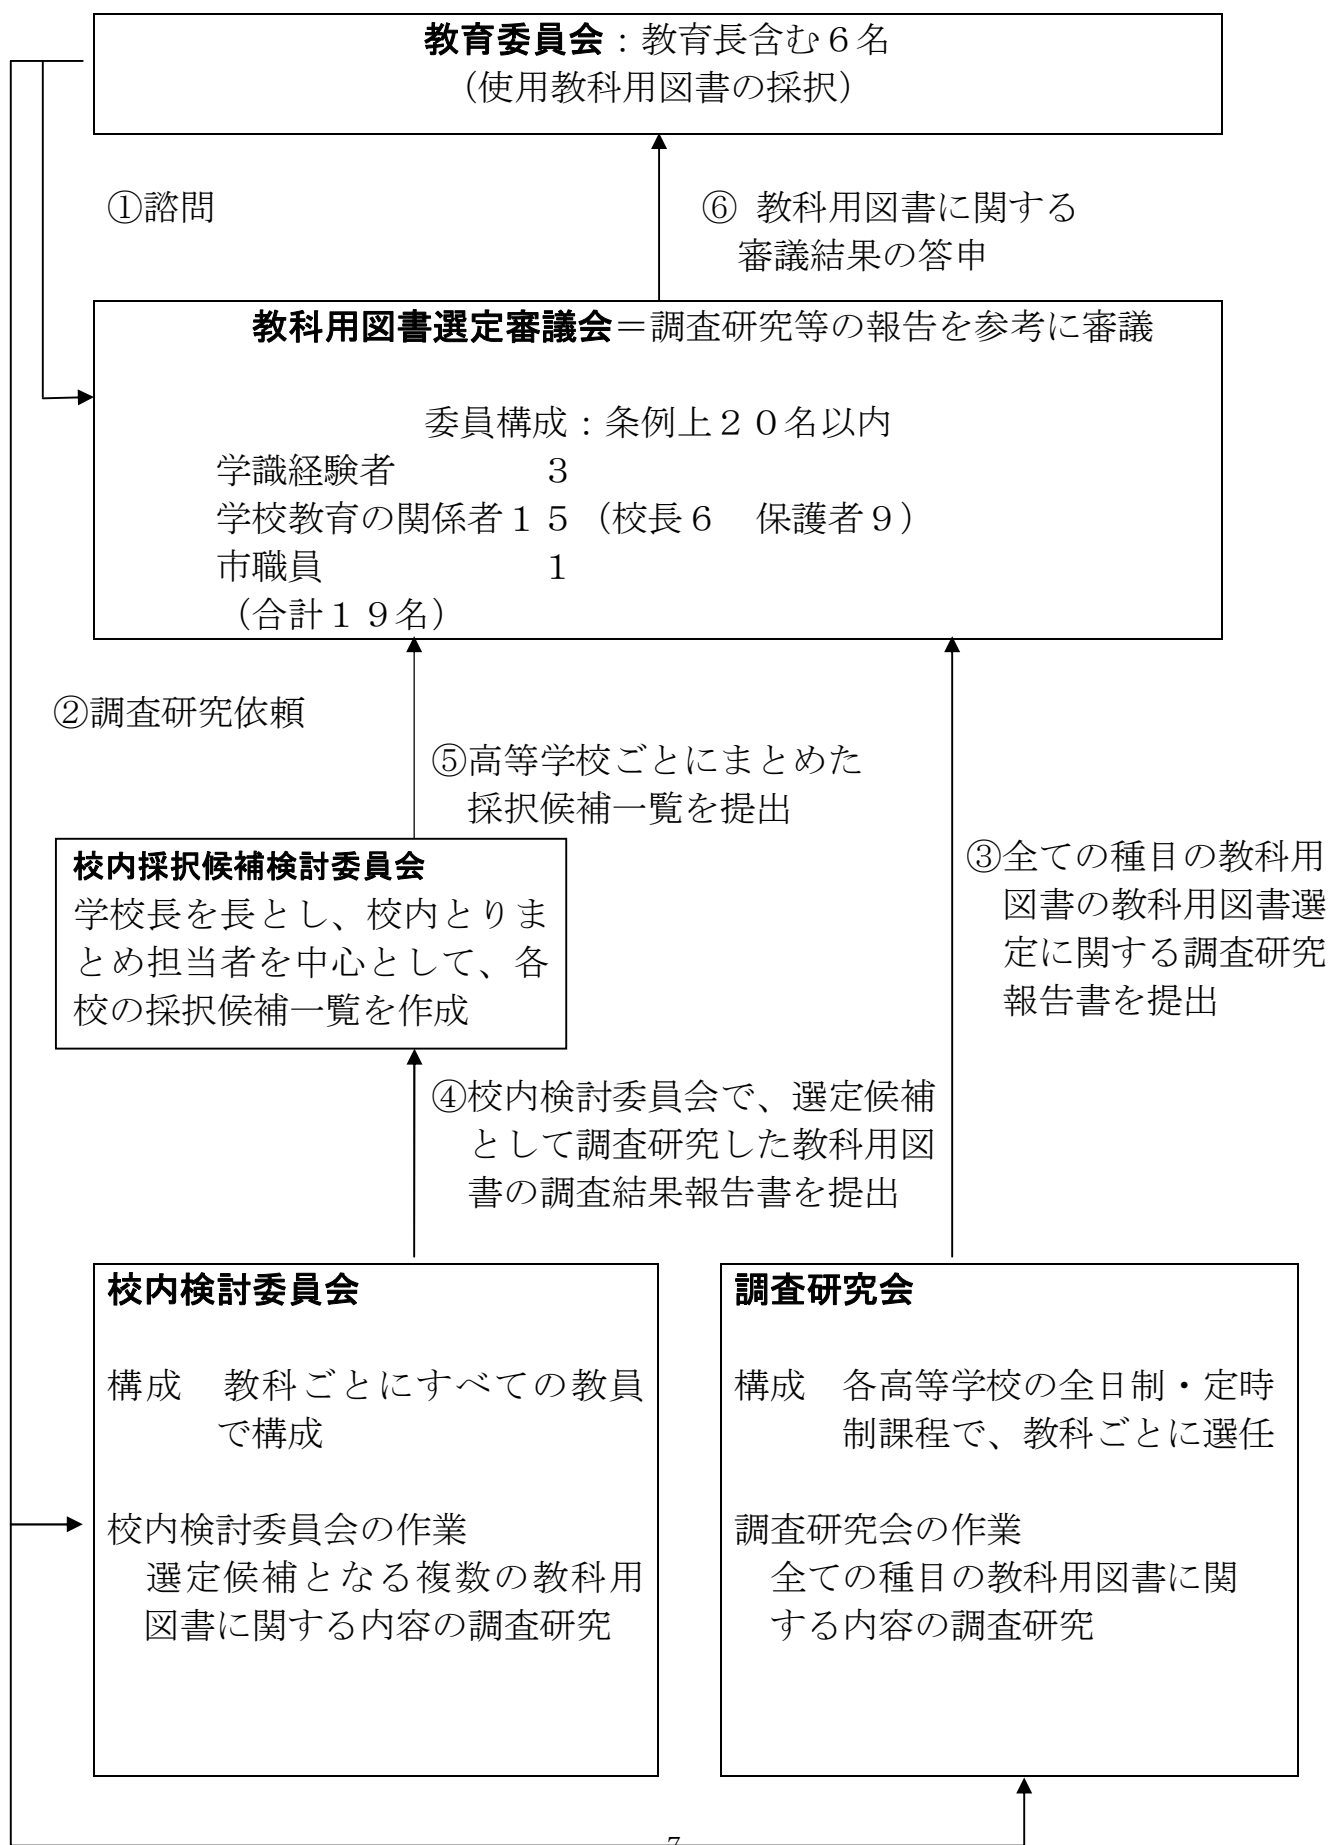 教育委員会：教育長含む６名
（使用教科用図書の採択）
①諮問
⑥ 教科用図書に関する
審議結果の答申
教科用図書選定審議会＝調査研究等の報告を参考に審議
委員構成：条例上２０名以内
学識経験者　　　　３
学校教育の関係者１５（校長６　保護者９）
市職員　　　　　　１
（合計１９名）
②調査研究依頼
⑤高等学校ごとにまとめた
採択候補一覧を提出
校内採択候補検討委員会
学校長を長とし、校内とりま
とめ担当者を中心として、各
校の採択候補一覧を作成
③全ての種目の教科用
図書の教科用図書選
定に関する調査研究
報告書を提出
④校内検討委員会で、選定候補
として調査研究した教科用図
書の調査結果報告書を提出
校内検討委員会
構成　教科ごとにすべての教員
で構成
校内検討委員会の作業
選定候補となる複数の教科用
図書に関する内容の調査研究
調査研究会
構成　各高等学校の全日制・定時
制課程で、教科ごとに選任
調査研究会の作業
全ての種目の教科用図書に関
する内容の調査研究
7